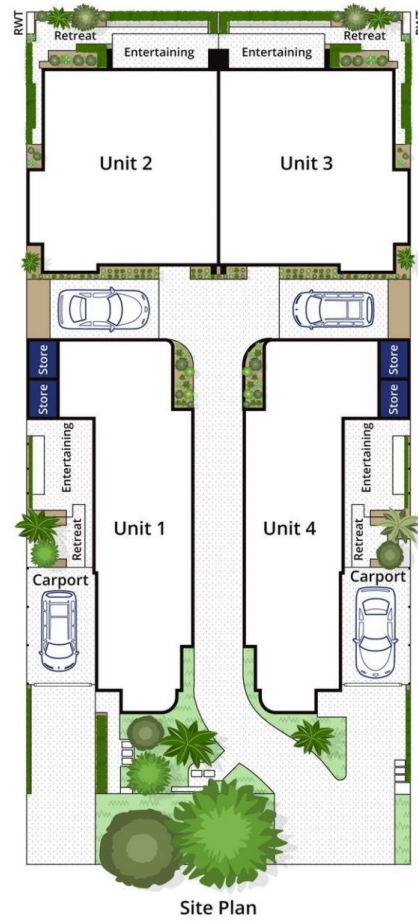 RWT
Retreat
Entertaining
Entertaining
Retreat
RWT
Unit 2
Unit 3
Store
Store
Store
Store
Entertaining
Entertaining
Retreat
Unit 1
Unit 4
Retreat
Carport
Carport
Site Plan